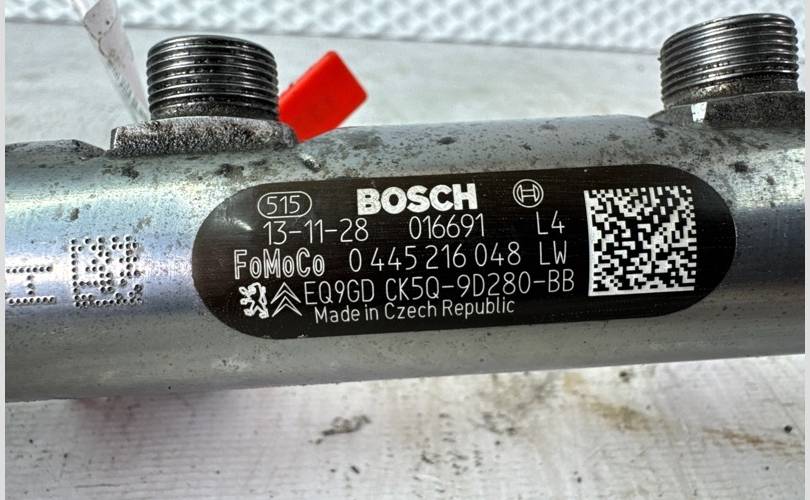 515 BOSCH
13-11-28 016691 L4
FoMoCo 0 445 216 048 LW
EQ9GD CK5Q-9D280-BB
Made in Czech Republic